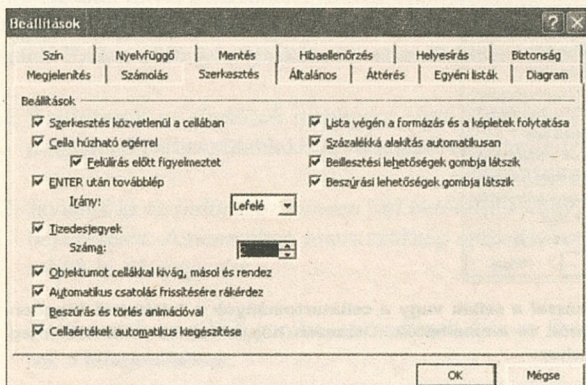 Beállítások
Szín Nyelvfüggő Mentés Hibaellenőrzés Helyesírás Biztonság
Megjelenítés Számolás Szerkesztés Általános Áttérés Egyéni listák Diagram
Beállítások
Szerkesztés közvetlenül a cellában
Cella húzható egérrel
Felülírás előtt figyelmeztet
ENTER után továbblép
Irány: Lefelé
Tizedesjegyek
Száma:
Objektumot cellákkal kivág, másol és rendez
Automatikus csatolás frissítésére rákérdez
Beszúrás és törlés animációval
Cellaértékek automatikus kiegészítése
Lista végén a formázás és a képletek folytatása
Százalékká alakítás automatikusan
Beillesztési lehetőségek gombja látszik
Beszúrási lehetőségek gombja látszik
OK Mégse